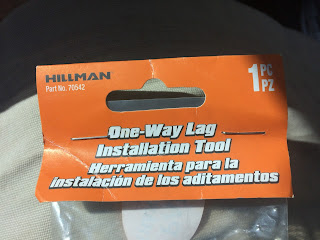 HILLMAN
Part No. 70542
1 PC
PZ
One-Way Lag
Installation Tool
Herramienta para la
instalación de los aditamentos